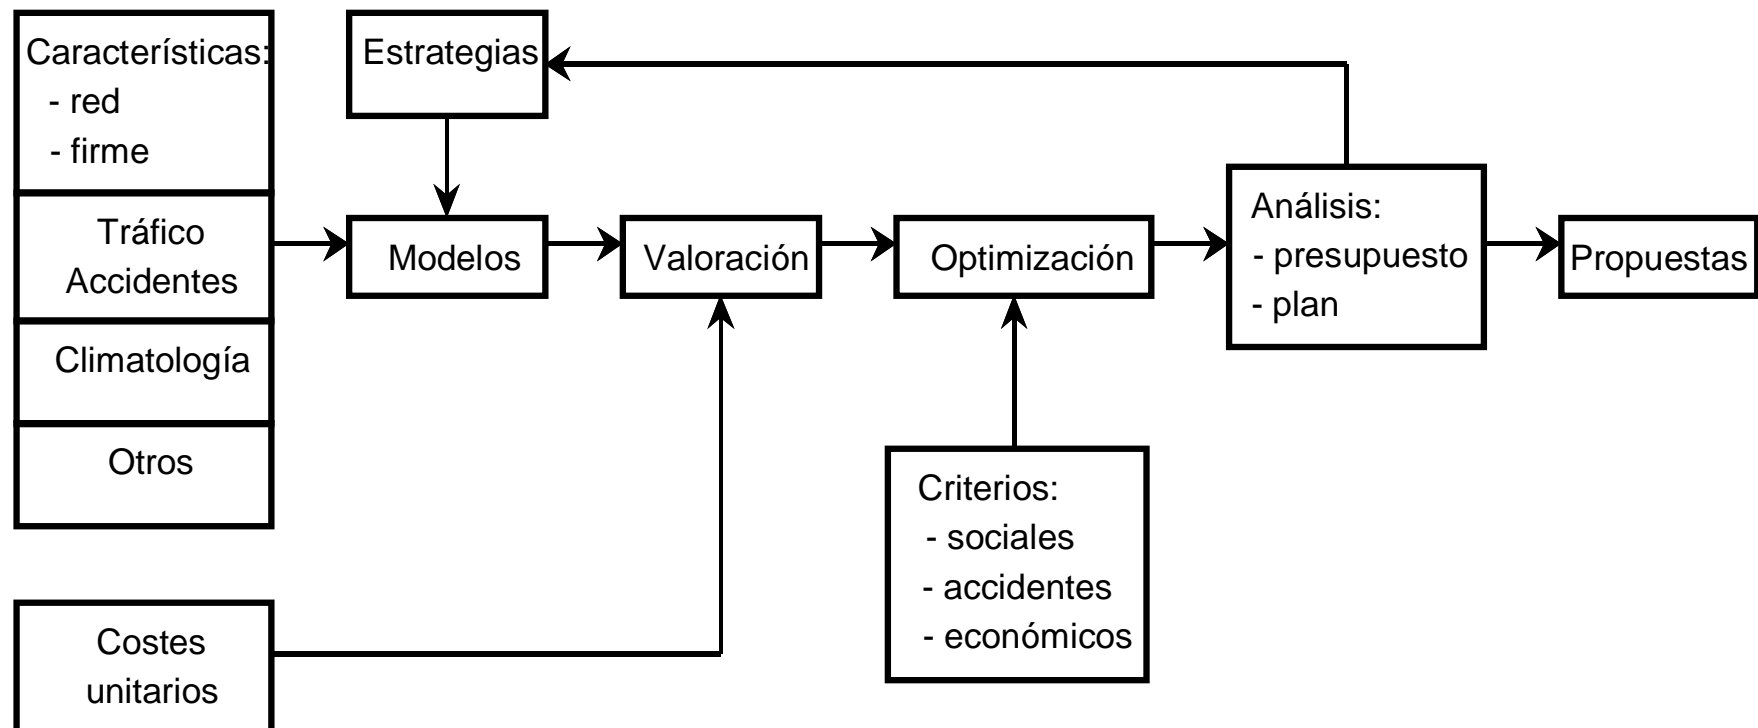 Características:
- red
- firme
Tráfico
Accidentes
Climatología
Otros
Costes
unitarios
Estrategias
Modelos
Valoración
Optimización
Criterios:
- sociales
- accidentes
- económicos
Análisis:
- presupuesto
- plan
Propuestas